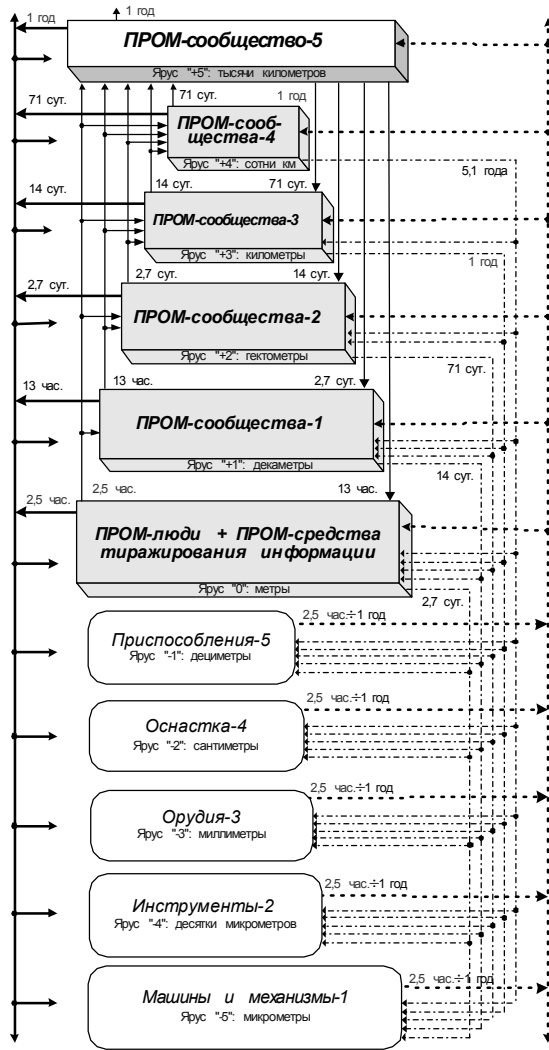 1 год
1 год
ПРОМ-сообщество-5
Ярус "+5": тысячи километров
71 сут.
71 сут.
1 год
ПРОМ-сооб-
щества-4
Ярус "+4": сотни км
5,1 года
14 сут.
14 сут.
71 сут.
ПРОМ-сообщества-3
Ярус "+3": километры
1 год
2,7 сут.
2,7 сут.
14 сут.
ПРОМ-сообщества-2
Ярус "+2": гектометры
71 сут.
13 час.
13 час.
2,7 сут.
ПРОМ-сообщества-1
Ярус "+1": декаметры
14 сут.
2,5 час.
2,5 час.
13 час.
ПРОМ-люди + ПРОМ-средства
тиражирования информации
Ярус "0": метры
2,7 сут.
2,5 час.÷1 год
Приспособления-5
Ярус "-1": дециметры
2,5 час.÷1 год
Оснастка-4
Ярус "-2": сантиметры
2,5 час.÷1 год
Орудия-3
Ярус "-3": миллиметры
2,5 час.÷1 год
Инструменты-2
Ярус "-4": десятки микрометров
2,5 час.÷1 год
Машины и механизмы-1
Ярус "-5": микрометры